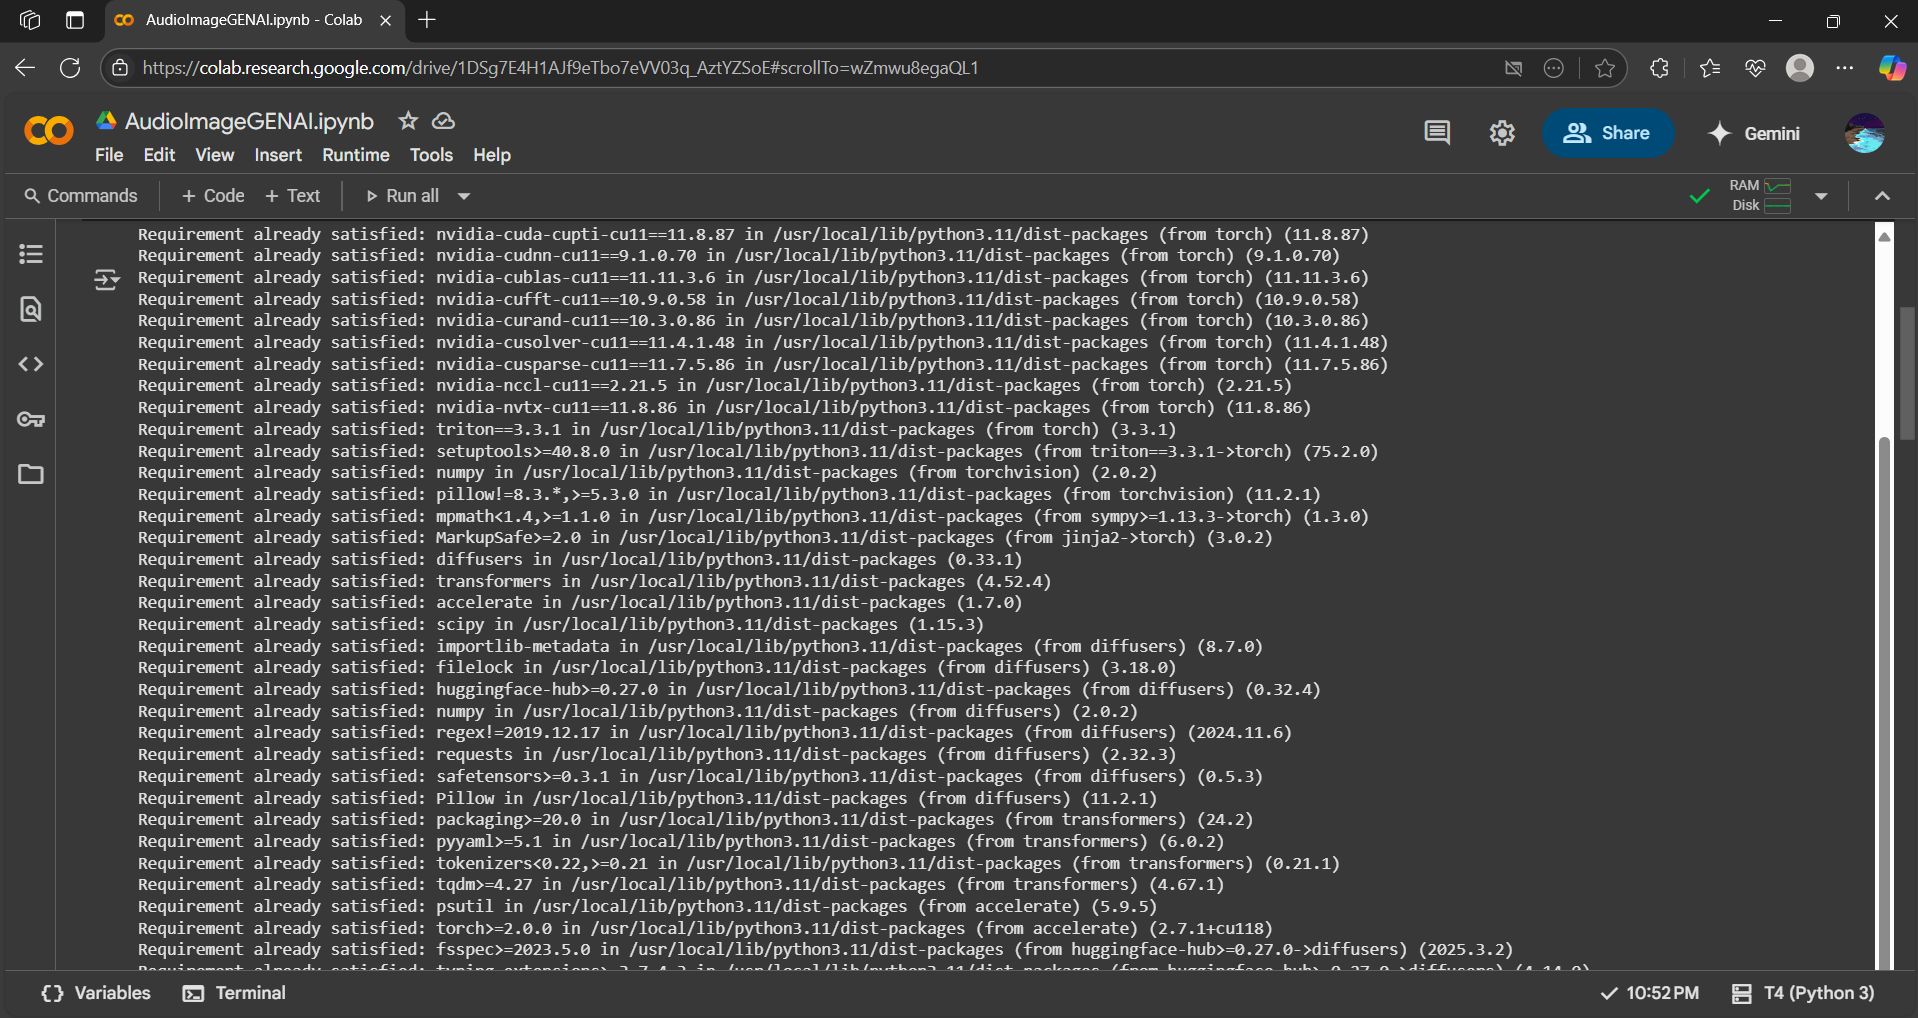 AudioImageGENAI.ipynb - Colab
https://colab.research.google.com/drive/1DSg7E4H1AJf9eTbo7eVV03q_AztYZSoE#scrollTo=wZmwu8egaQL1
AudioImageGENAI.ipynb
Share
Gemini
File Edit View Insert Runtime Tools Help
Commands + Code + Text Run all
RAM
Disk
Requirement already satisfied: nvidia-cuda-cupti-cu11==11.8.87 in /usr/local/lib/python3.11/dist-packages (from torch) (11.8.87)
Requirement already satisfied: nvidia-cudnn-cu11==9.1.0.70 in /usr/local/lib/python3.11/dist-packages (from torch) (9.1.0.70)
Requirement already satisfied: nvidia-cublas-cu11==11.11.3.6 in /usr/local/lib/python3.11/dist-packages (from torch) (11.11.3.6)
Requirement already satisfied: nvidia-cufft-cu11==10.9.0.58 in /usr/local/lib/python3.11/dist-packages (from torch) (10.9.0.58)
Requirement already satisfied: nvidia-curand-cu11==10.3.0.86 in /usr/local/lib/python3.11/dist-packages (from torch) (10.3.0.86)
Requirement already satisfied: nvidia-cusolver-cu11==11.4.1.48 in /usr/local/lib/python3.11/dist-packages (from torch) (11.4.1.48)
Requirement already satisfied: nvidia-cusparse-cu11==11.7.5.86 in /usr/local/lib/python3.11/dist-packages (from torch) (11.7.5.86)
Requirement already satisfied: nvidia-nccl-cu11==2.21.5 in /usr/local/lib/python3.11/dist-packages (from torch) (2.21.5)
Requirement already satisfied: nvidia-nvtx-cu11==11.8.86 in /usr/local/lib/python3.11/dist-packages (from torch) (11.8.86)
Requirement already satisfied: triton==3.3.1 in /usr/local/lib/python3.11/dist-packages (from torch) (3.3.1)
Requirement already satisfied: setuptools>=40.8.0 in /usr/local/lib/python3.11/dist-packages (from triton==3.3.1->torch) (75.2.0)
Requirement already satisfied: numpy in /usr/local/lib/python3.11/dist-packages (from torchvision) (2.0.2)
Requirement already satisfied: pillow!=8.3.*,>=5.3.0 in /usr/local/lib/python3.11/dist-packages (from torchvision) (11.2.1)
Requirement already satisfied: mpmath<1.4,>=1.1.0 in /usr/local/lib/python3.11/dist-packages (from sympy>=1.13.3->torch) (1.3.0)
Requirement already satisfied: MarkupSafe>=2.0 in /usr/local/lib/python3.11/dist-packages (from jinja2->torch) (3.0.2)
Requirement already satisfied: diffusers in /usr/local/lib/python3.11/dist-packages (0.33.1)
Requirement already satisfied: transformers in /usr/local/lib/python3.11/dist-packages (4.52.4)
Requirement already satisfied: accelerate in /usr/local/lib/python3.11/dist-packages (1.7.0)
Requirement already satisfied: scipy in /usr/local/lib/python3.11/dist-packages (1.15.3)
Requirement already satisfied: importlib-metadata in /usr/local/lib/python3.11/dist-packages (from diffusers) (8.7.0)
Requirement already satisfied: filelock in /usr/local/lib/python3.11/dist-packages (from diffusers) (3.18.0)
Requirement already satisfied: huggingface-hub>=0.27.0 in /usr/local/lib/python3.11/dist-packages (from diffusers) (0.32.4)
Requirement already satisfied: numpy in /usr/local/lib/python3.11/dist-packages (from diffusers) (2.0.2)
Requirement already satisfied: regex!=2019.12.17 in /usr/local/lib/python3.11/dist-packages (from diffusers) (2024.11.6)
Requirement already satisfied: requests in /usr/local/lib/python3.11/dist-packages (from diffusers) (2.32.3)
Requirement already satisfied: safetensors>=0.3.1 in /usr/local/lib/python3.11/dist-packages (from diffusers) (0.5.3)
Requirement already satisfied: Pillow in /usr/local/lib/python3.11/dist-packages (from diffusers) (11.2.1)
Requirement already satisfied: packaging>=20.0 in /usr/local/lib/python3.11/dist-packages (from transformers) (24.2)
Requirement already satisfied: pyyaml>=5.1 in /usr/local/lib/python3.11/dist-packages (from transformers) (6.0.2)
Requirement already satisfied: tokenizers<0.22,>=0.21 in /usr/local/lib/python3.11/dist-packages (from transformers) (0.21.1)
Requirement already satisfied: tqdm>=4.27 in /usr/local/lib/python3.11/dist-packages (from transformers) (4.67.1)
Requirement already satisfied: psutil in /usr/local/lib/python3.11/dist-packages (from accelerate) (5.9.5)
Requirement already satisfied: torch>=2.0.0 in /usr/local/lib/python3.11/dist-packages (from accelerate) (2.7.1+cu118)
Requirement already satisfied: fsspec>=2023.5.0 in /usr/local/lib/python3.11/dist-packages (from huggingface-hub>=0.27.0->diffusers) (2025.3.2)
Variables Terminal 10:52 PM T4 (Python 3)